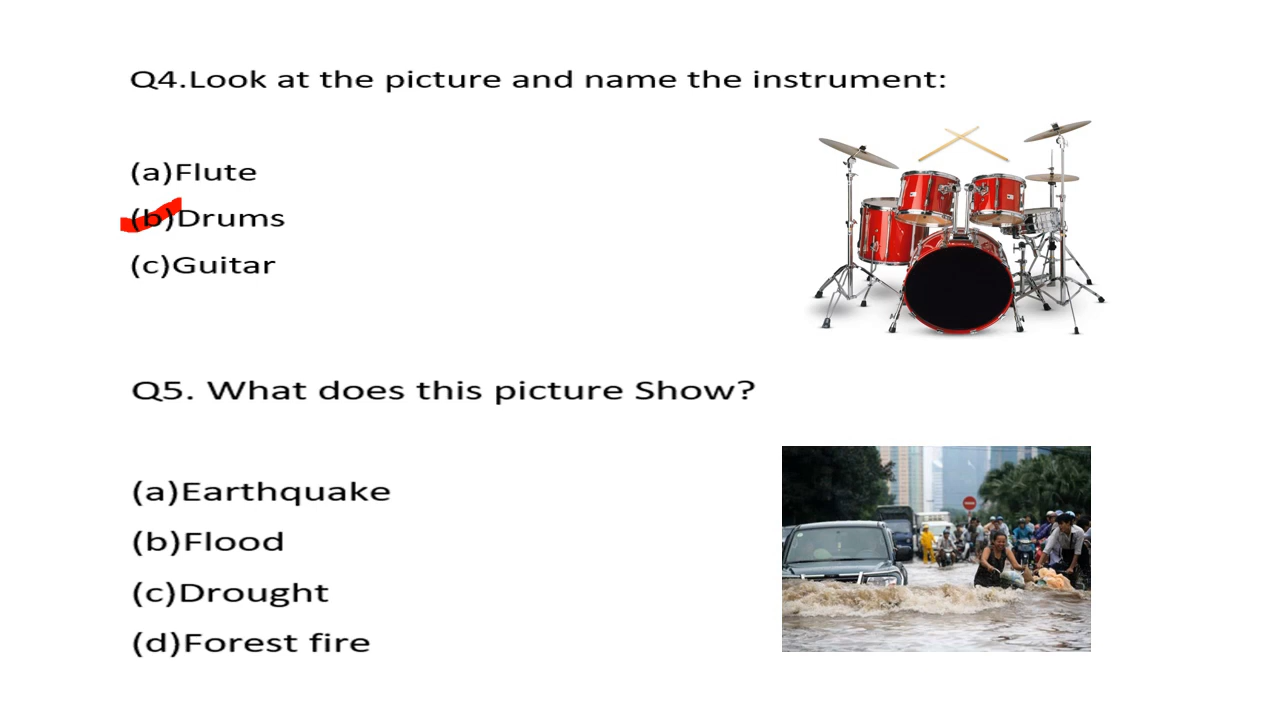 Q4.Look at the picture and name the instrument:
(a)Flute
(b)Drums
(c)Guitar
Q5. What does this picture Show?
(a)Earthquake
(b)Flood
(c)Drought
(d)Forest fire